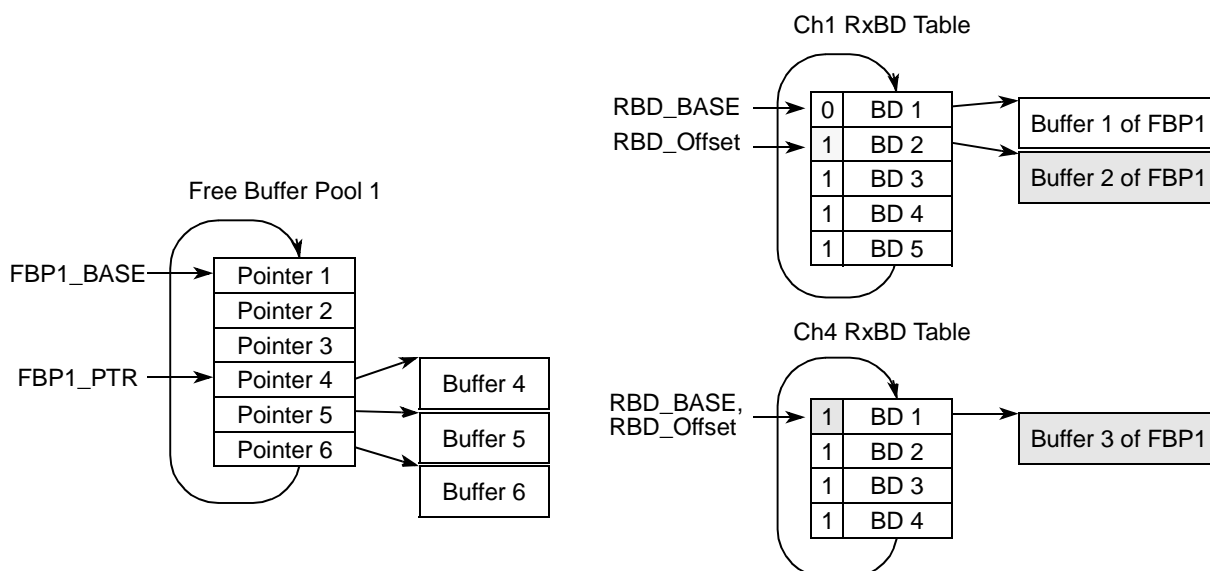 Free Buffer Pool 1
FBP1_BASE
FBP1_PTR
Pointer 1
Pointer 2
Pointer 3
Pointer 4
Pointer 5
Pointer 6
Buffer 4
Buffer 5
Buffer 6
Ch1 RxBD Table
RBD_BASE
RBD_Offset
0 BD 1
1 BD 2
1 BD 3
1 BD 4
1 BD 5
Buffer 1 of FBP1
Buffer 2 of FBP1
Ch4 RxBD Table
RBD_BASE,
RBD_Offset
1 BD 1
1 BD 2
1 BD 3
1 BD 4
Buffer 3 of FBP1